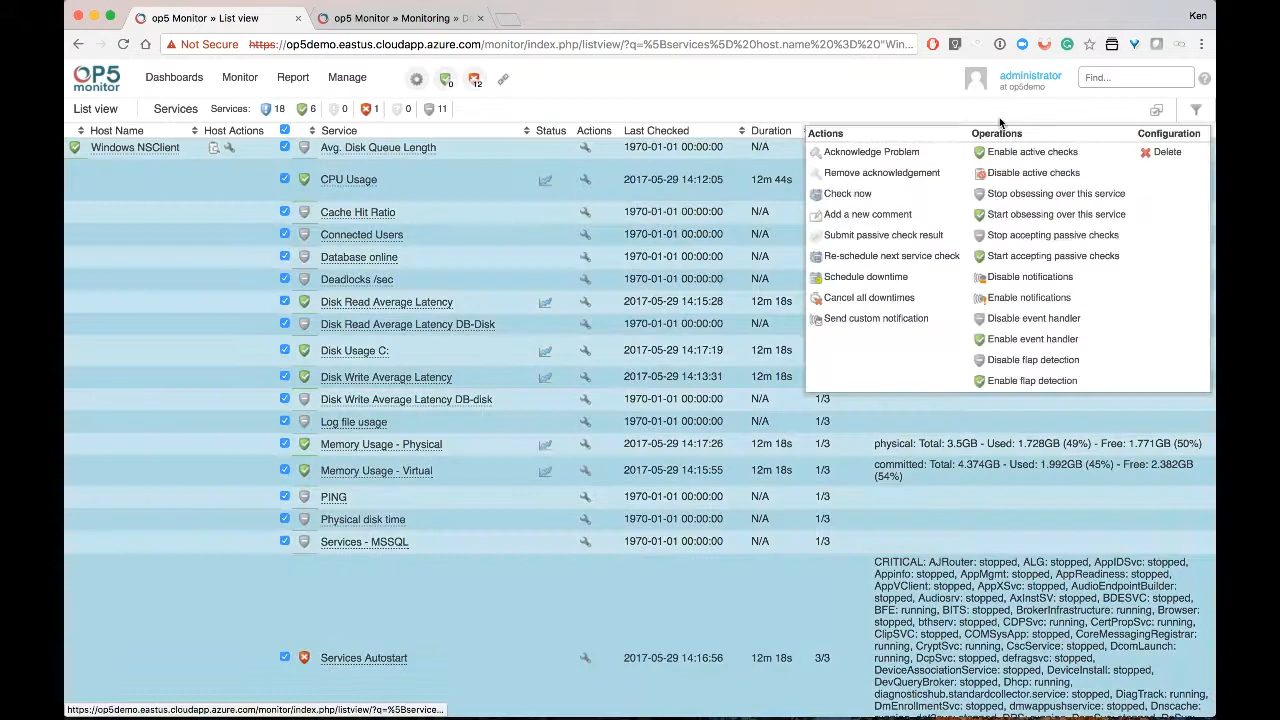 op5 Monitor » List view
op5 Monitor » Monitoring » De
Ken
Not Secure https://op5demo.eastus.cloudapp.azure.com/monitor/index.php/listview/?q=%5Bservices%5D%20host.name%20%3D%20"Win...
OP5 monitor
Dashboards Monitor Report Manage
0
12
administrator
at op5demo
Find...
?
List view Services Services: 18 6 0 1 0 11
Host Name Host Actions Service Status Actions Last Checked Duration
Windows NSClient Avg. Disk Queue Length 1970-01-01 00:00:00 N/A
CPU Usage 2017-05-29 14:12:05 12m 44s
Cache Hit Ratio 1970-01-01 00:00:00 N/A
Connected Users 1970-01-01 00:00:00 N/A
Database online 1970-01-01 00:00:00 N/A
Deadlocks /sec 1970-01-01 00:00:00 N/A
Disk Read Average Latency 2017-05-29 14:15:28 12m 18s
Disk Read Average Latency DB-Disk 1970-01-01 00:00:00 N/A
Disk Usage C: 2017-05-29 14:17:19 12m 18s
Disk Write Average Latency 2017-05-29 14:13:31 12m 18s
Disk Write Average Latency DB-disk 1970-01-01 00:00:00 N/A 1/3
Log file usage 1970-01-01 00:00:00 N/A 1/3
Memory Usage - Physical 2017-05-29 14:17:26 12m 18s 1/3 physical: Total: 3.5GB - Used: 1.728GB (49%) - Free: 1.771GB (50%)
Memory Usage - Virtual 2017-05-29 14:15:55 12m 18s 1/3 committed: Total: 4.374GB - Used: 1.992GB (45%) - Free: 2.382GB
(54%)
PING 1970-01-01 00:00:00 N/A 1/3
Physical disk time 1970-01-01 00:00:00 N/A 1/3
Services - MSSQL 1970-01-01 00:00:00 N/A 1/3
Services Autostart 2017-05-29 14:16:56 12m 18s 3/3
CRITICAL: AJRouter: stopped, ALG: stopped, AppIDSvc: stopped,
Appinfo: stopped, AppMgmt: stopped, AppReadiness: stopped,
AppVClient: stopped, AppXSvc: stopped, AudioEndpointBuilder:
stopped, Audiosrv: stopped, AxInstSV: stopped, BDESVC: stopped,
BFE: running, BITS: stopped, BrokerInfrastructure: running, Browser:
stopped, bthserv: stopped, CDPSvc: running, CertPropSvc: running,
ClipSVC: stopped, COMSysApp: stopped, CoreMessagingRegistrar:
running, CryptSvc: running, CscService: stopped, DcomLaunch:
running, DcpSvc: stopped, defragsvc: stopped,
DeviceAssociationService: stopped, DeviceInstall: stopped,
DevQueryBroker: stopped, Dhcp: running,
diagnosticshub.standardcollector.service: stopped, DiagTrack: running,
DmEnrollmentSvc: stopped, dmwappushservice: stopped, Dnscache:
Actions
Acknowledge Problem
Remove acknowledgement
Check now
Add a new comment
Submit passive check result
Re-schedule next service check
Schedule downtime
Cancel all downtimes
Send custom notification
Operations
Enable active checks
Disable active checks
Stop obsessing over this service
Start obsessing over this service
Stop accepting passive checks
Start accepting passive checks
Disable notifications
Enable notifications
Disable event handler
Enable event handler
Disable flap detection
Enable flap detection
Configuration
Delete
https://op5demo.eastus.cloudapp.azure.com/monitor/index.php/listview/?q=%5Bservice...